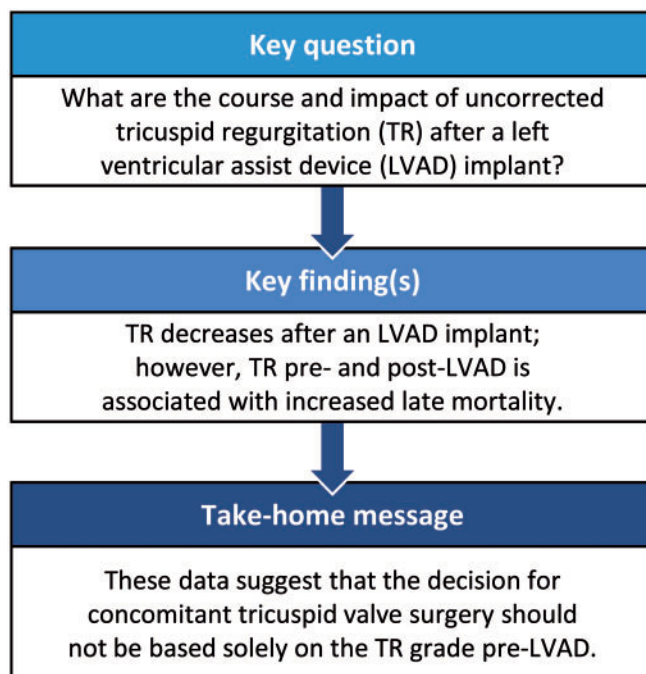 Key question
What are the course and impact of uncorrected
tricuspid regurgitation (TR) after a left
ventricular assist device (LVAD) implant?
Key finding(s)
TR decreases after an LVAD implant;
however, TR pre- and post-LVAD is
associated with increased late mortality.
Take-home message
These data suggest that the decision for
concomitant tricuspid valve surgery should
not be based solely on the TR grade pre-LVAD.